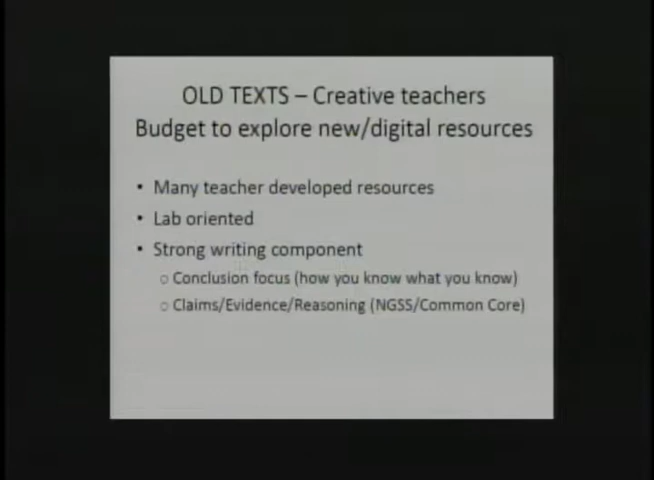 OLD TEXTS – Creative teachers
Budget to explore new/digital resources
• Many teacher developed resources
• Lab oriented
• Strong writing component
○ Conclusion focus (how you know what you know)
○ Claims/Evidence/Reasoning (NGSS/Common Core)